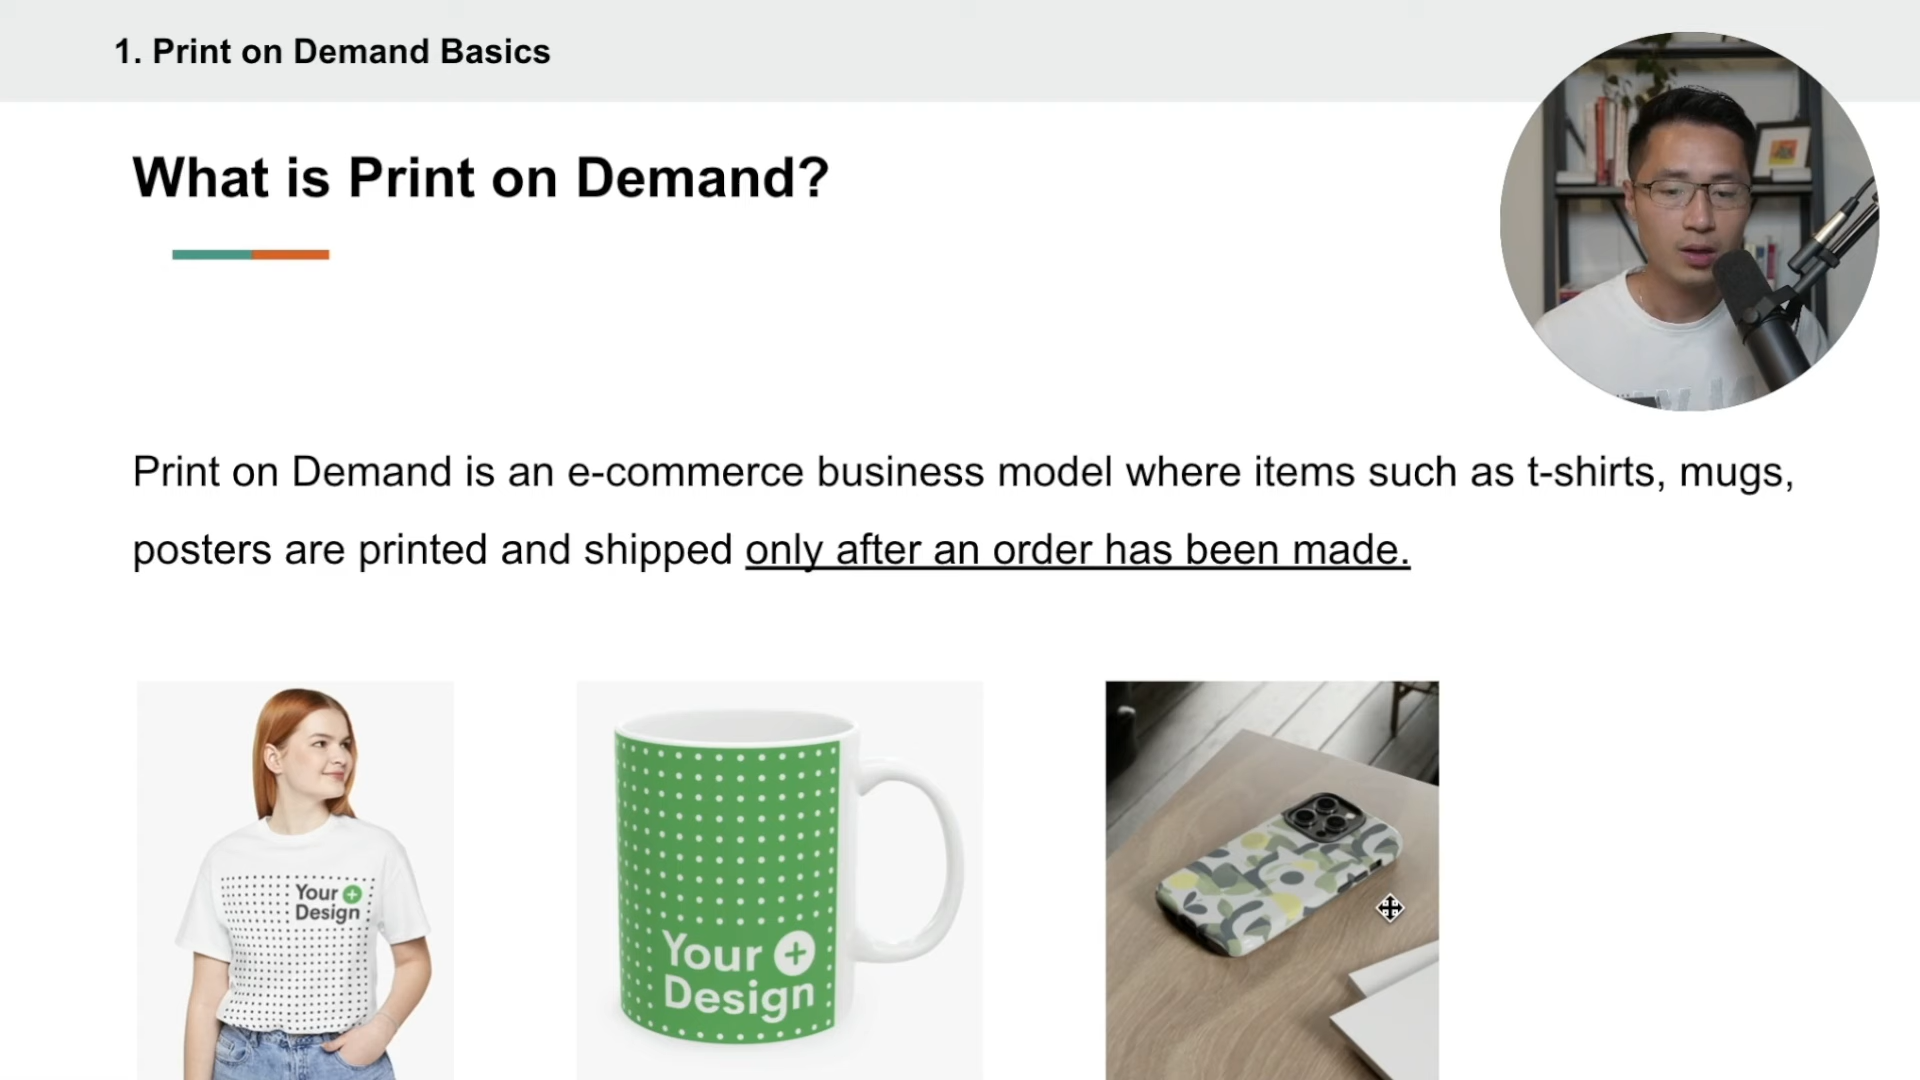 1. Print on Demand Basics
What is Print on Demand?
Print on Demand is an e-commerce business model where items such as t-shirts, mugs,
posters are printed and shipped only after an order has been made.
Your
Design
Your
Design